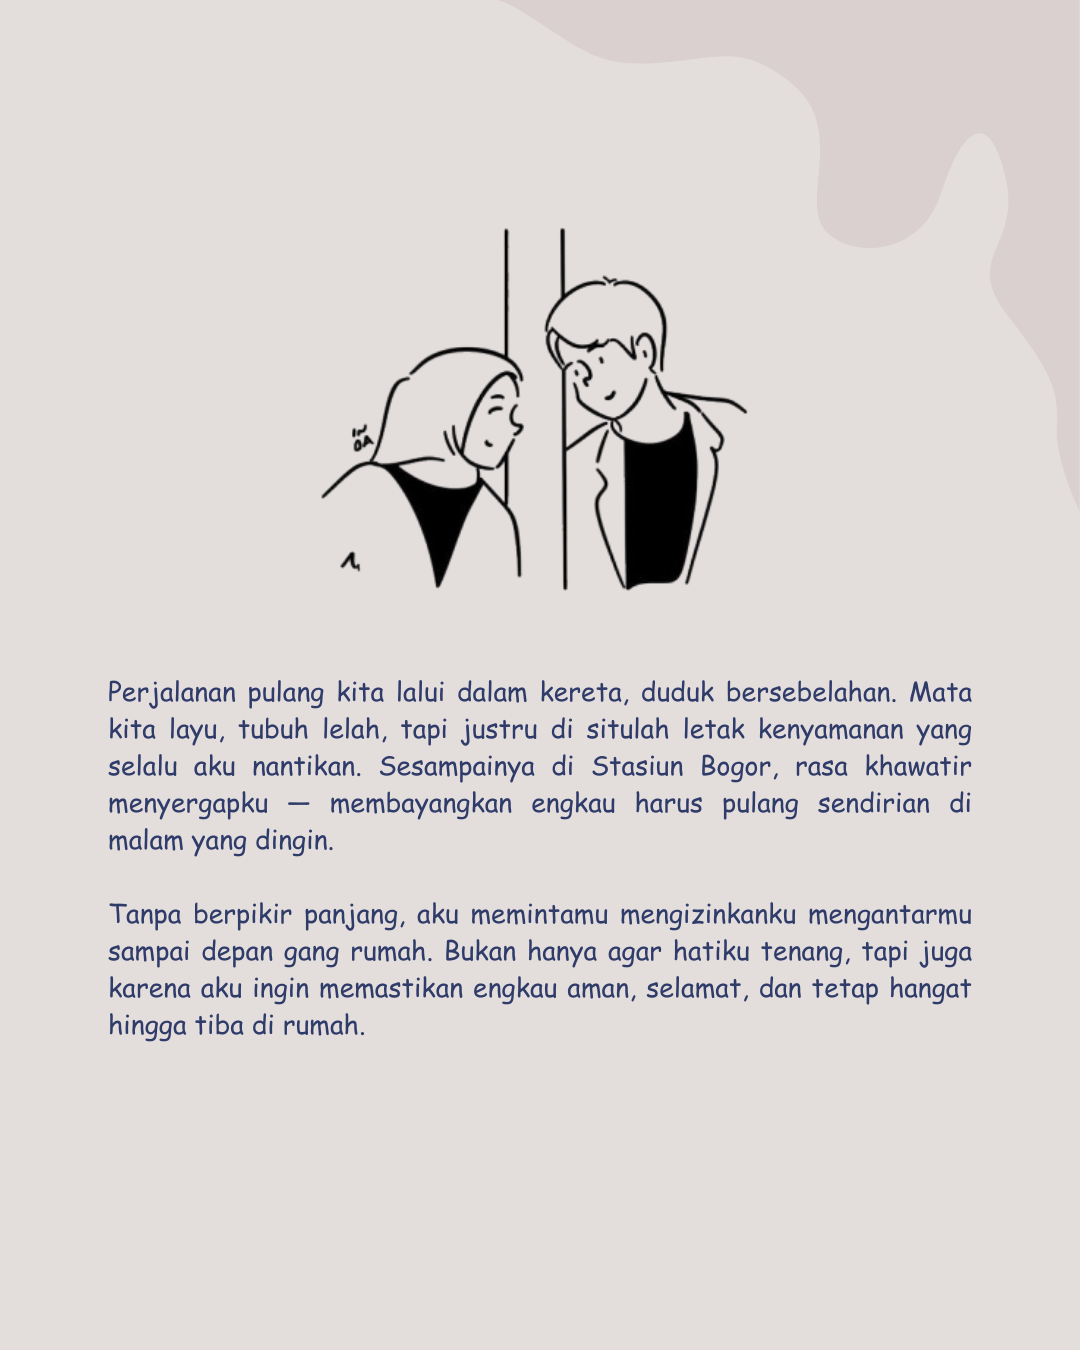 IN
OA
Perjalanan pulang kita lalui dalam kereta, duduk bersebelahan. Mata
kita layu, tubuh lelah, tapi justru di situlah letak kenyamanan yang
selalu aku nantikan. Sesampainya di Stasiun Bogor, rasa khawatir
menyergapku — membayangkan engkau harus pulang sendirian di
malam yang dingin.
Tanpa berpikir panjang, aku memintamu mengizinkanku mengantarmu
sampai depan gang rumah. Bukan hanya agar hatiku tenang, tapi juga
karena aku ingin memastikan engkau aman, selamat, dan tetap hangat
hingga tiba di rumah.